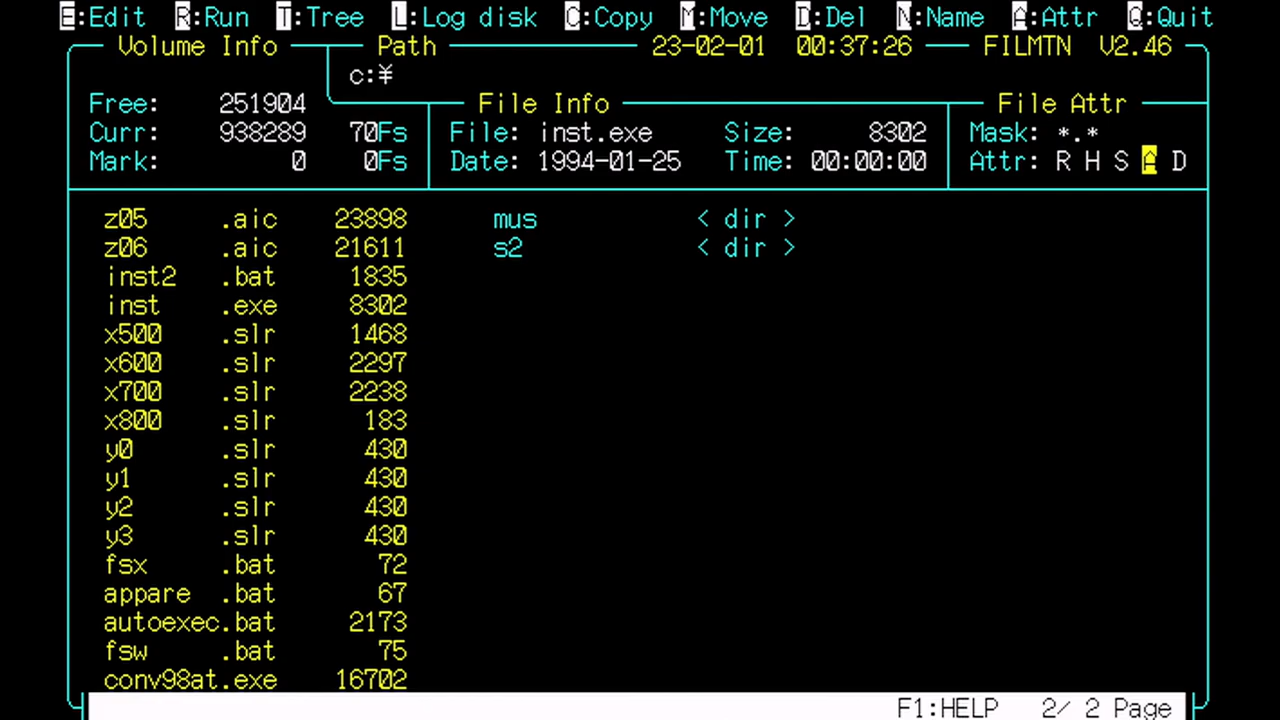 E:Edit R:Run T:Tree L:Log disk C:Copy M:Move D:Del N:Name A:Attr Q:Quit
Volume Info Path 23-02-01 00:37:26 FILMTN V2.46
c:¥
Free: 251904 File Info File Attr
Curr: 938289 70Fs File: inst.exe Size: 8302 Mask: *.*
Mark: 0 0Fs Date: 1994-01-25 Time: 00:00:00 Attr: R H S A D
z05 .aic 23898 mus < dir >
z06 .aic 21611 s2 < dir >
inst2 .bat 1835
inst .exe 8302
x500 .slr 1468
x600 .slr 2297
x700 .slr 2238
x800 .slr 183
y0 .slr 430
y1 .slr 430
y2 .slr 430
y3 .slr 430
fsx .bat 72
appare .bat 67
autoexec.bat 2173
fsw .bat 75
conv98at.exe 16702
F1:HELP 2/ 2 Page